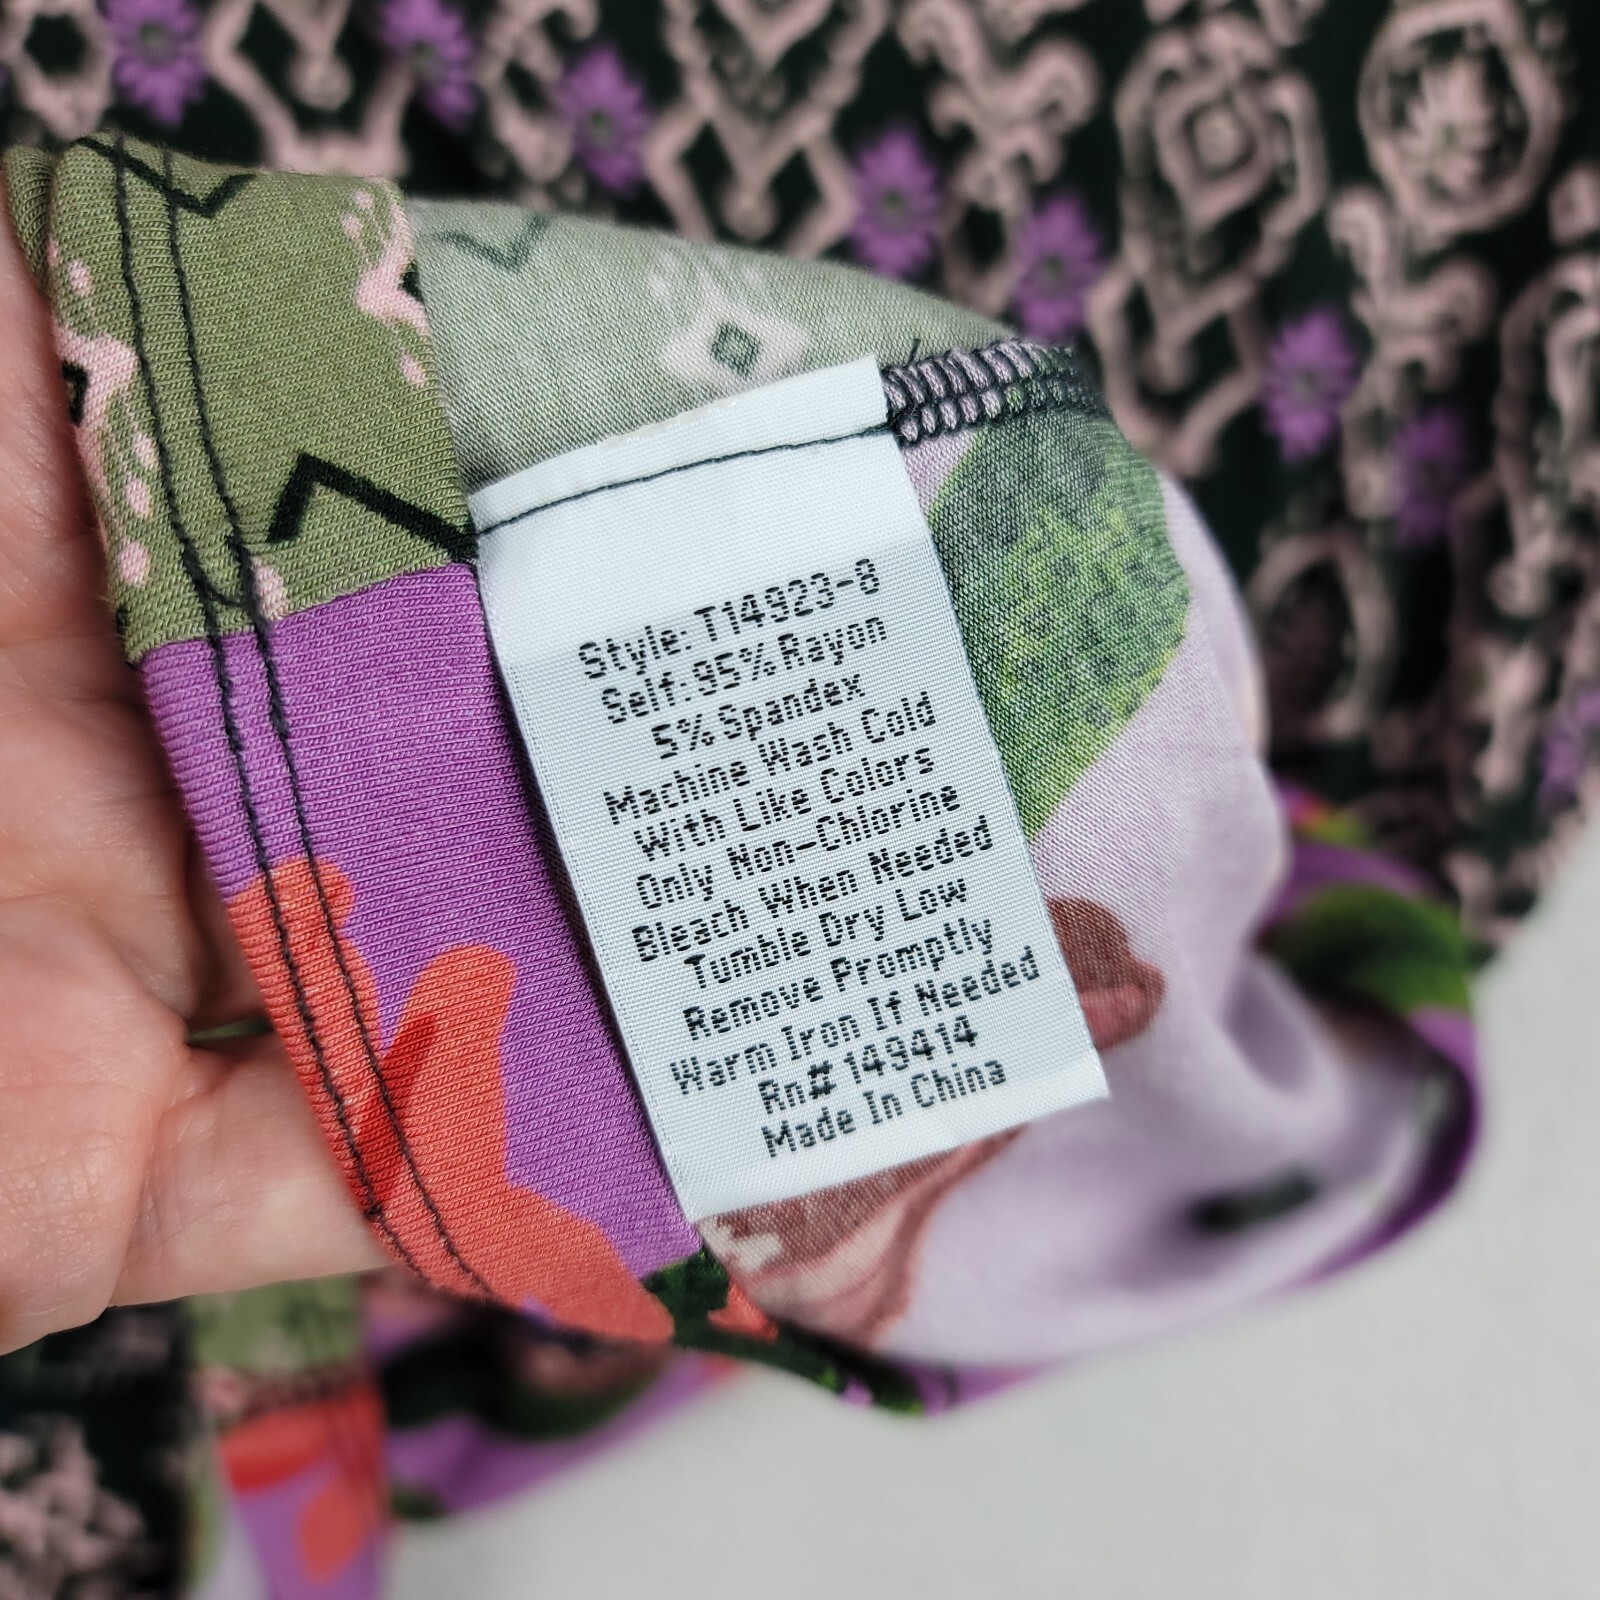 Style: T14923-8
Self: 95% Rayon
5% Spandex
Machine Wash Cold
With Like Colors
Only Non-Chlorine
Bleach When Needed
Tumble Dry Low
Remove Promptly
Warm Iron If Needed
Rn# 149414
Made In China